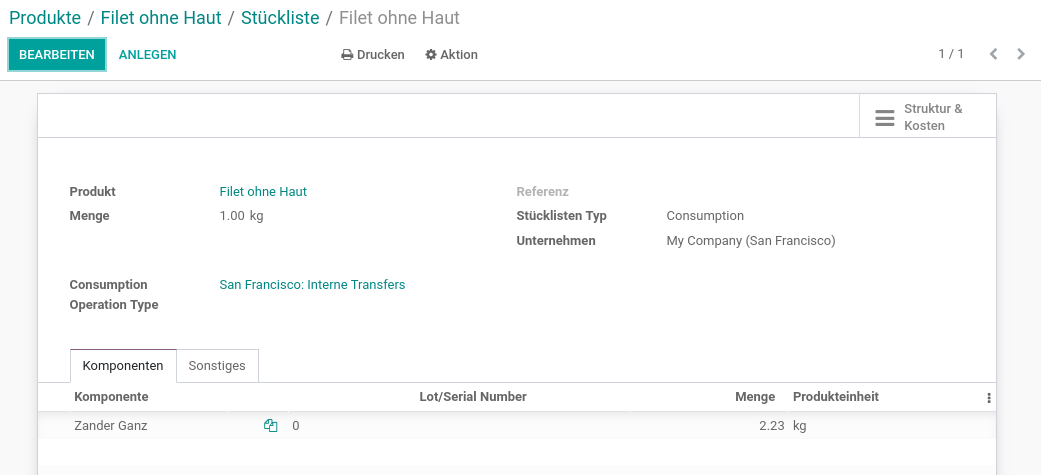 Produkte / Filet ohne Haut / Stückliste / Filet ohne Haut
BEARBEITEN ANLEGEN Drucken Aktion 1 / 1
Struktur &
Kosten
Produkt Filet ohne Haut Referenz
Menge 1.00 kg Stücklisten Typ Consumption
Unternehmen My Company (San Francisco)
Consumption San Francisco: Interne Transfers
Operation Type
Komponenten Sonstiges
Komponente Lot/Serial Number Menge Produkteinheit
Zander Ganz 0 2.23 kg